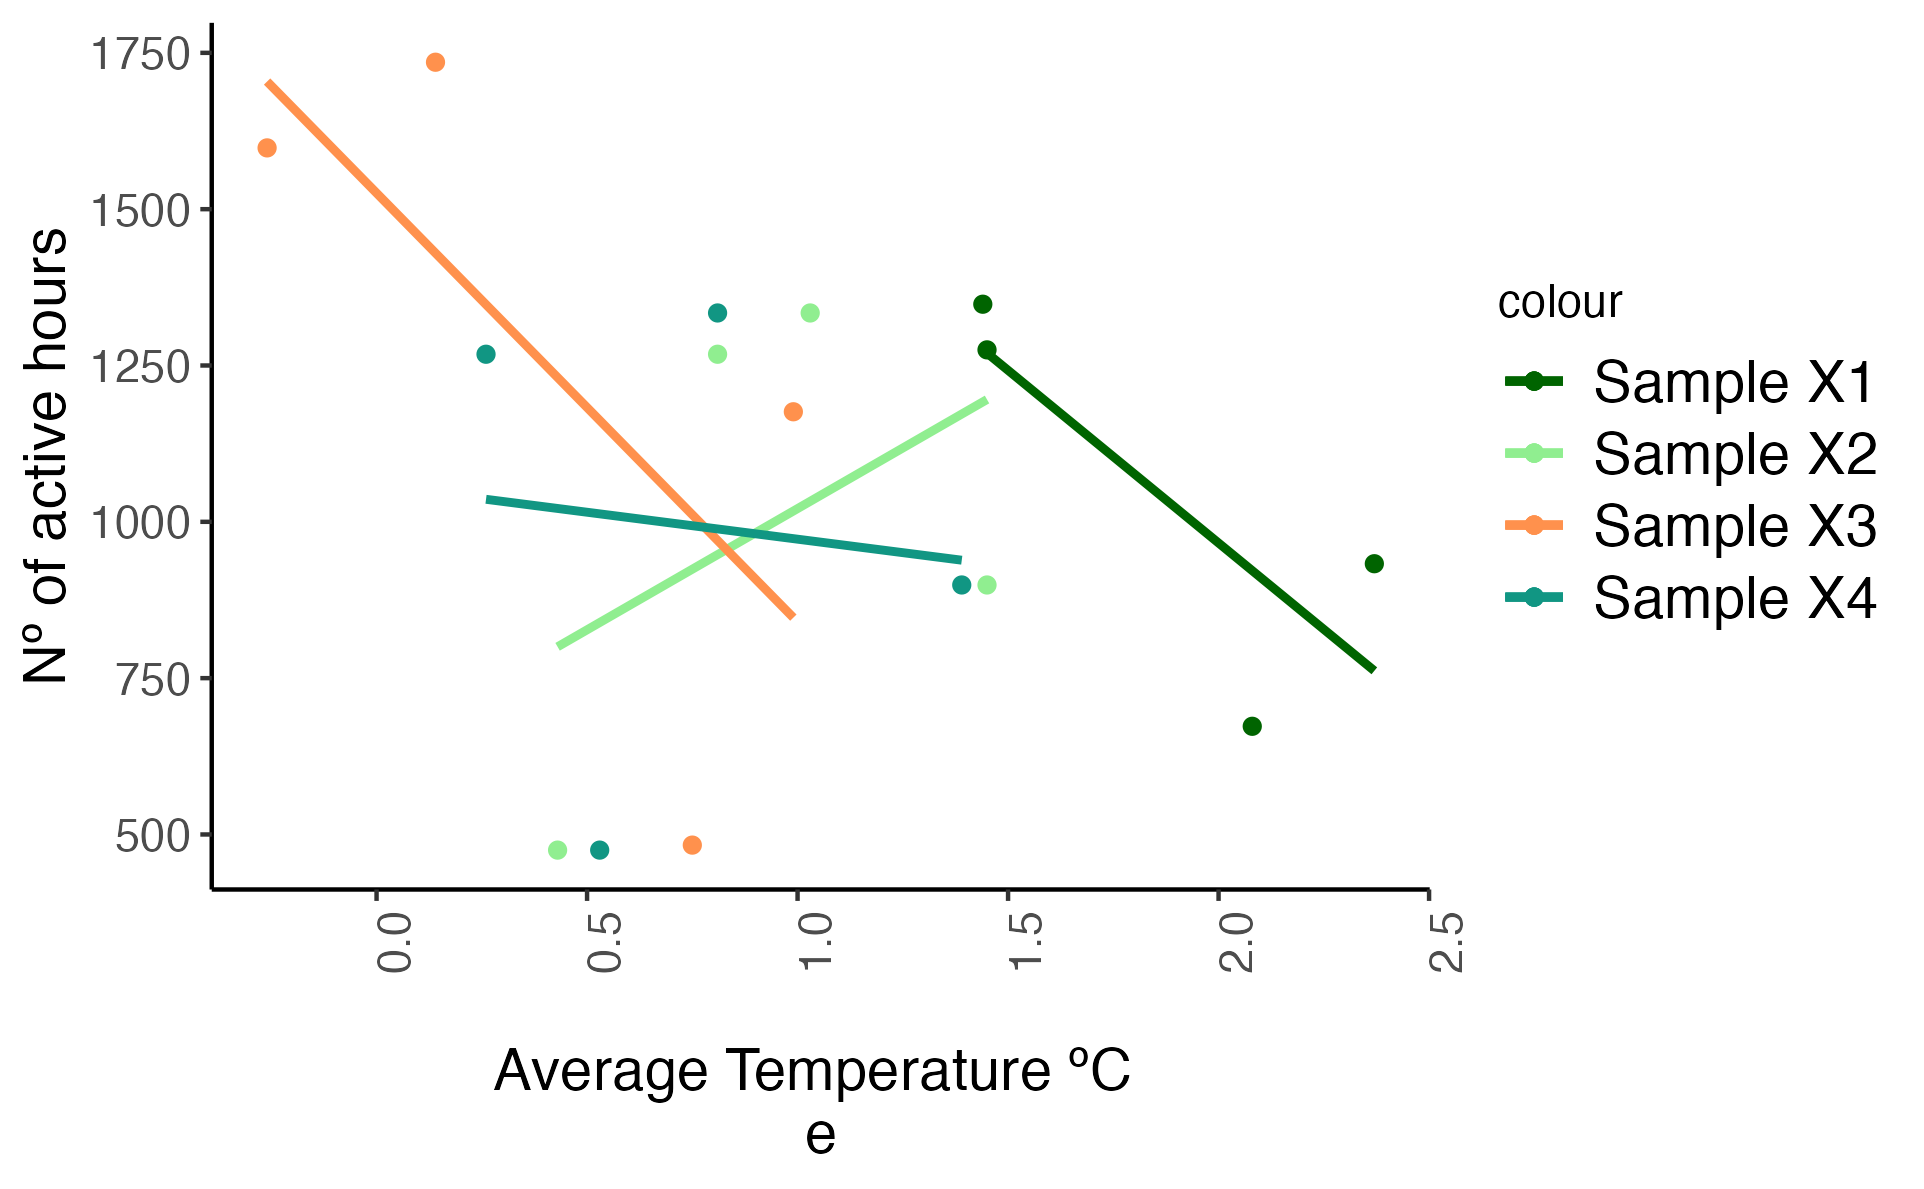 1750
1500
1250
1000
750
500
Nº of active hours
0.0
0.5
1.0
1.5
2.0
2.5
Average Temperature ºC
e
colour
Sample X1
Sample X2
Sample X3
Sample X4